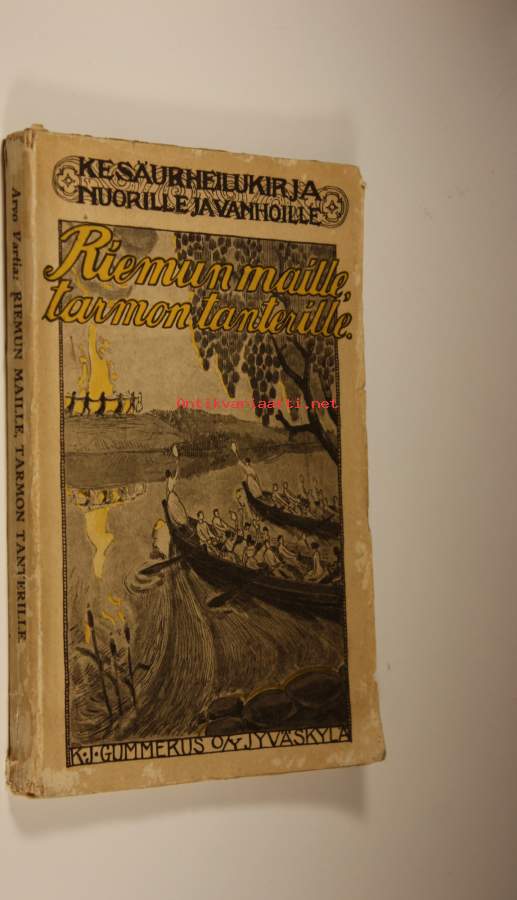 KESÄURHEILUKIRJA
NUORILLE JA VANHOILLE
Riemun maille,
tarmon tanterille.
Antikvariaatti.net
K.J. GUMMERUS O/Y. JYVÄSKYLÄ
Arvo Vartia: RIEMUN MAILLE, TARMON TANTERILLE